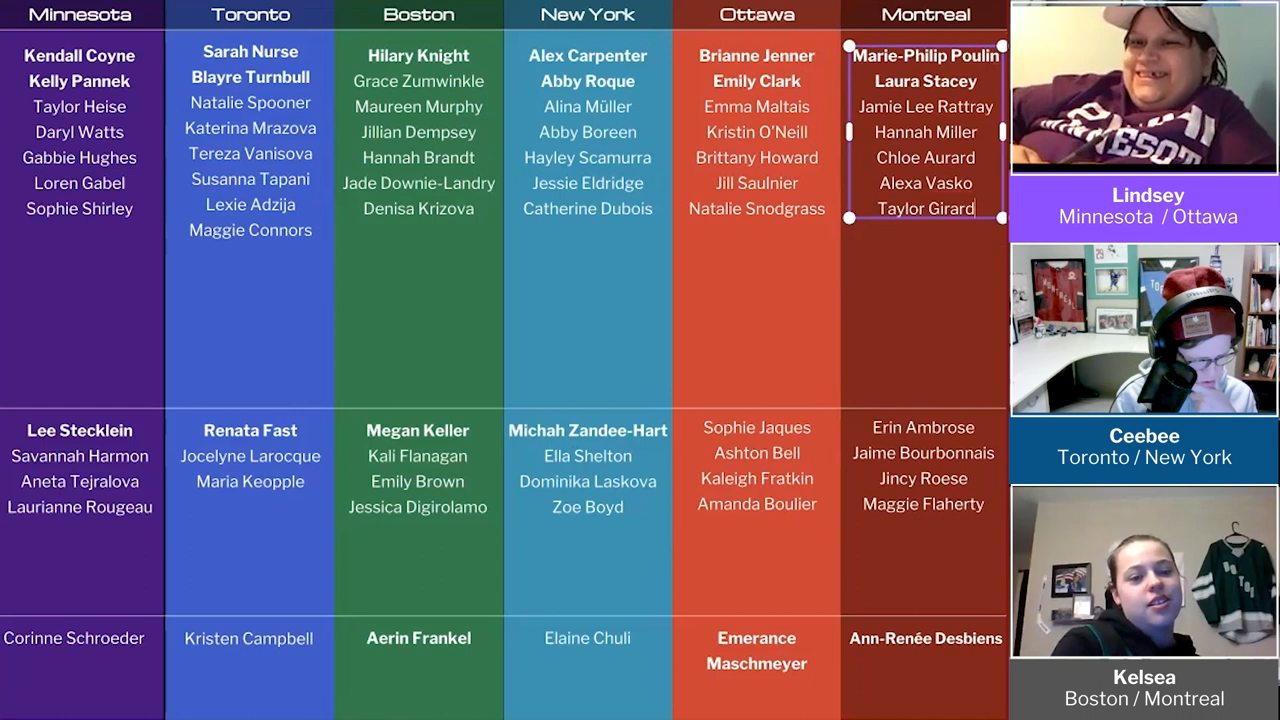 Minnesota
Kendall Coyne
Kelly Pannek
Taylor Heise
Daryl Watts
Gabbie Hughes
Loren Gabel
Sophie Shirley
Lee Stecklein
Savannah Harmon
Aneta Tejralova
Laurianne Rougeau
Corinne Schroeder
Toronto
Sarah Nurse
Blayre Turnbull
Natalie Spooner
Katerina Mrazova
Tereza Vanisova
Susanna Tapani
Lexie Adzija
Maggie Connors
Renata Fast
Jocelyne Larocque
Maria Keopple
Kristen Campbell
Boston
Hilary Knight
Grace Zumwinkle
Maureen Murphy
Jillian Dempsey
Hannah Brandt
Jade Downie-Landry
Denisa Krizova
Megan Keller
Kali Flanagan
Emily Brown
Jessica Digirolamo
Aerin Frankel
New York
Alex Carpenter
Abby Roque
Alina Müller
Abby Boreen
Hayley Scamurra
Jessie Eldridge
Catherine Dubois
Michah Zandee-Hart
Ella Shelton
Dominika Laskova
Zoe Boyd
Elaine Chuli
Ottawa
Brianne Jenner
Emily Clark
Emma Maltais
Kristin O'Neill
Brittany Howard
Jill Saulnier
Natalie Snodgrass
Sophie Jaques
Ashton Bell
Kaleigh Fratkin
Amanda Boulier
Emerance
Maschmeyer
Montreal
Marie-Philip Poulin
Laura Stacey
Jamie Lee Rattray
Hannah Miller
Chloe Aurard
Alexa Vasko
Taylor Girard
Erin Ambrose
Jaime Bourbonnais
Jincy Roese
Maggie Flaherty
Ann-Renée Desbiens
Lindsey
Minnesota / Ottawa
Ceebee
Toronto / New York
Kelsea
Boston / Montreal